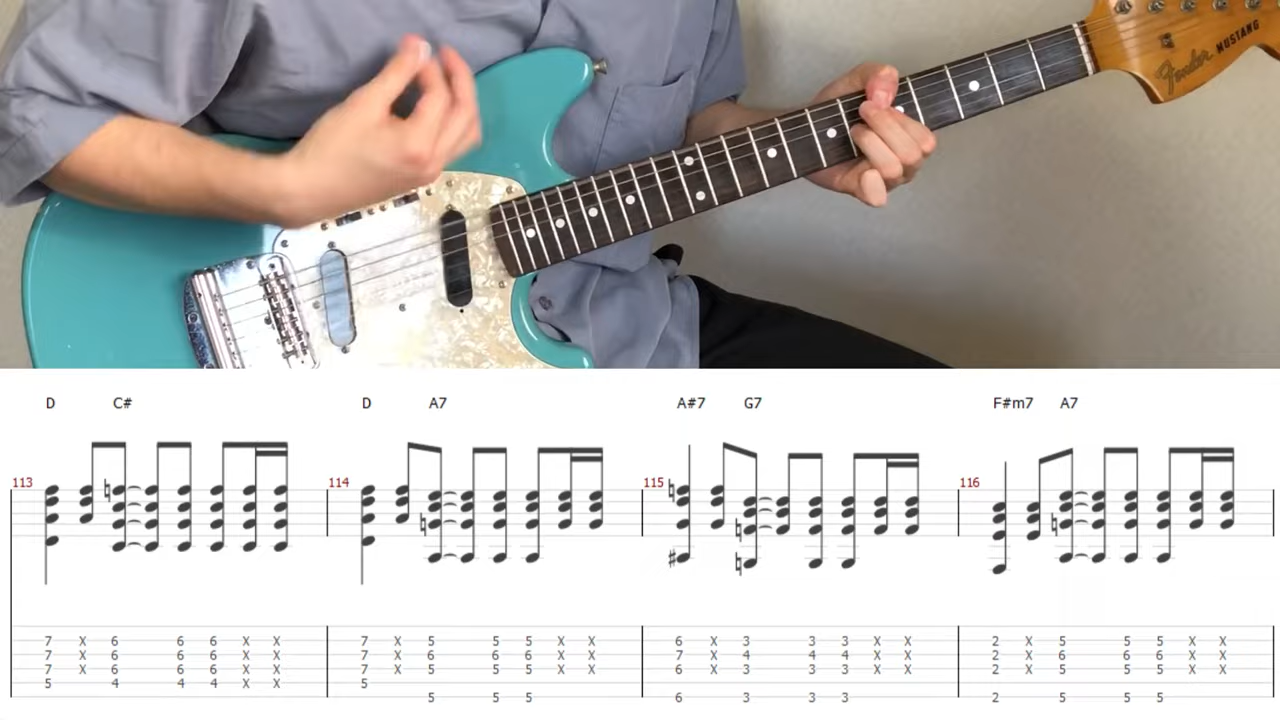 Fender MUSTANG
D C# D A7 A#7 G7 F#m7 A7
113 114 115 116
7 X 6 6 6 X X 7 X 5 5 5 X X 6 X 3 3 3 X X 2 X 5 5 5 X X
7 X 6 6 6 X X 7 X 6 6 6 X X 7 X 4 4 4 X X 2 X 6 6 6 X X
7 X 6 6 6 X X 7 X 5 5 5 X X 6 X 3 3 3 X X 2 X 5 5 5 X X
5 4 4 4 X X 5
5 5 5 6 3 3 3 2 5 5 5